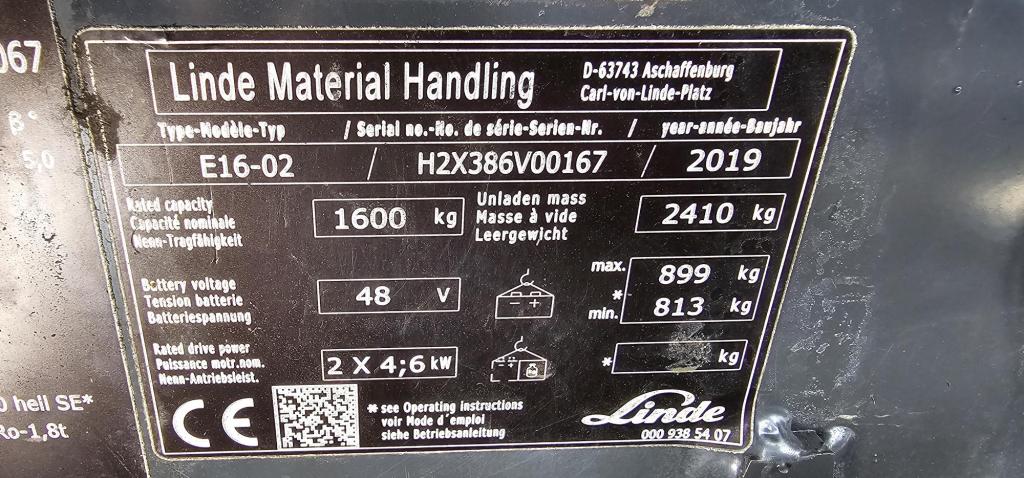 067
β°
5,0
0 heil SE*
Ro-1,8t
Linde Material Handling
D-63743 Aschaffenburg
Carl-von-Linde-Platz
Type-Modèle-Typ / Serial no.-No. de série-Serien-Nr. / year-année-Baujahr
E16-02 / H2X386V00167 / 2019
Rated capacity
Capacité nominale
Nenn-Tragfähigkeit
1600 kg
Unladen mass
Masse à vide
Leergewicht
2410 kg
Battery voltage
Tension batterie
Batteriespannung
48 V
- +
max. 899 kg
*
min. 813 kg
Rated drive power
Puissance motr.nom.
Nenn-Antriebsleist.
2 X 4;6 kW
* kg
CE
* see Operating instructions
voir Mode d'emploi
siehe Betriebsanleitung
Linde
000 938 54 07